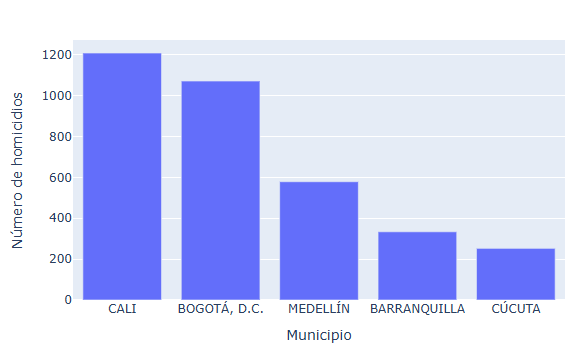 Número de homicidios
1200
1000
800
600
400
200
0
CALI
BOGOTÁ, D.C.
MEDELLÍN
BARRANQUILLA
CÚCUTA
Municipio